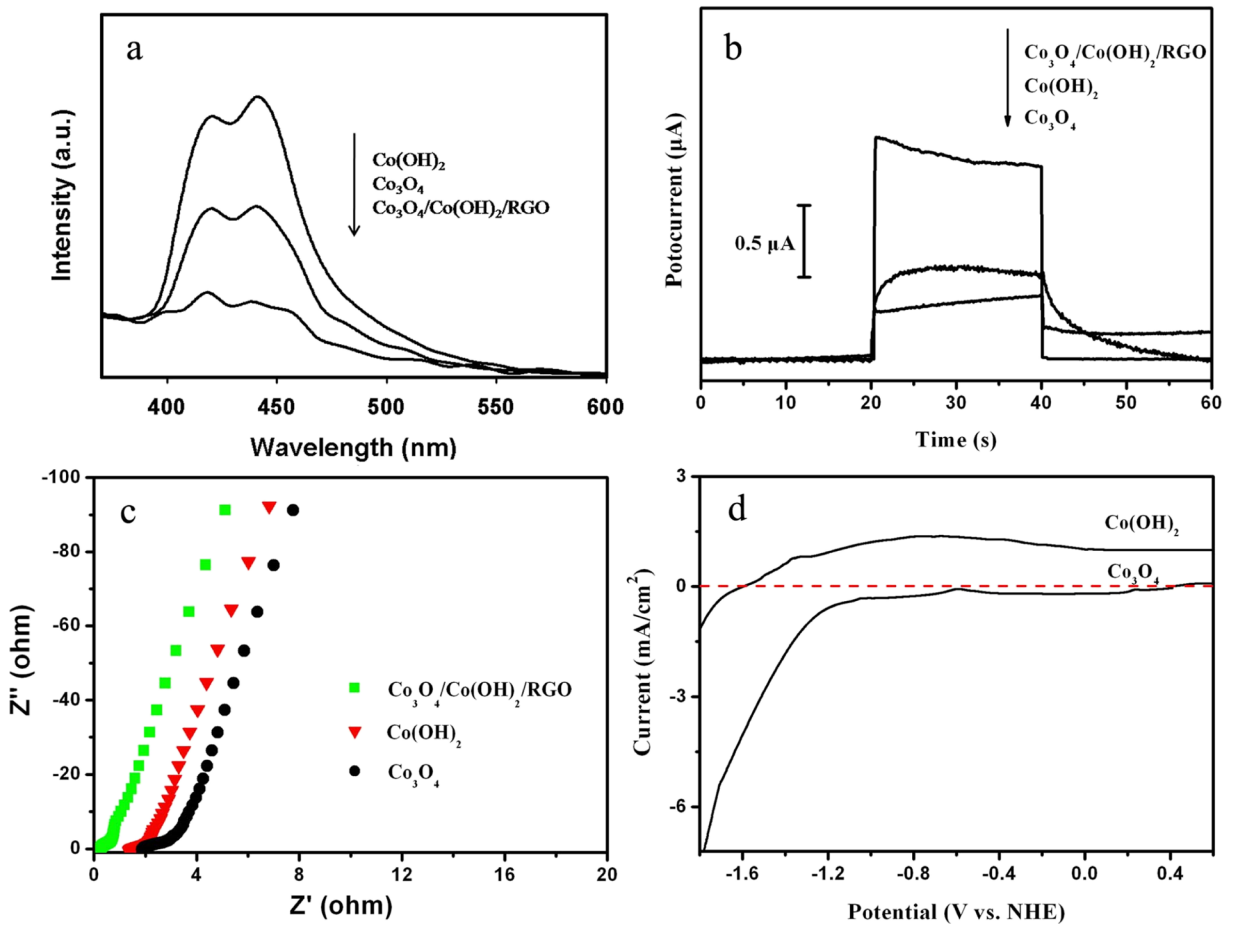 a
Intensity (a.u.)
Co(OH)₂
Co₃O₄
Co₃O₄/Co(OH)₂/RGO
400 450 500 550 600
Wavelength (nm)
b
Potocurrent (μA)
Co₃O₄/Co(OH)₂/RGO
Co(OH)₂
Co₃O₄
0.5 μA
0 10 20 30 40 50 60
Time (s)
c
Z'' (ohm)
-100
-80
-60
-40
-20
0
Co₃O₄/Co(OH)₂/RGO
Co(OH)₂
Co₃O₄
0 4 8 12 16 20
Z' (ohm)
d
Current (mA/cm²)
3
0
-3
-6
Co(OH)₂
Co₃O₄
-1.6 -1.2 -0.8 -0.4 0.0 0.4
Potential (V vs. NHE)